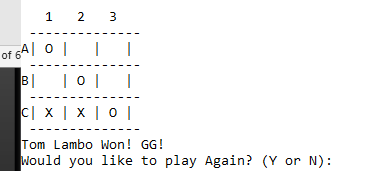 1 2 3
-------------
A| O |   |   |
-------------
of 6
B|   | O |   |
-------------
C| X | X | O |
-------------
Tom Lambo Won! GG!
Would you like to play Again? (Y or N):